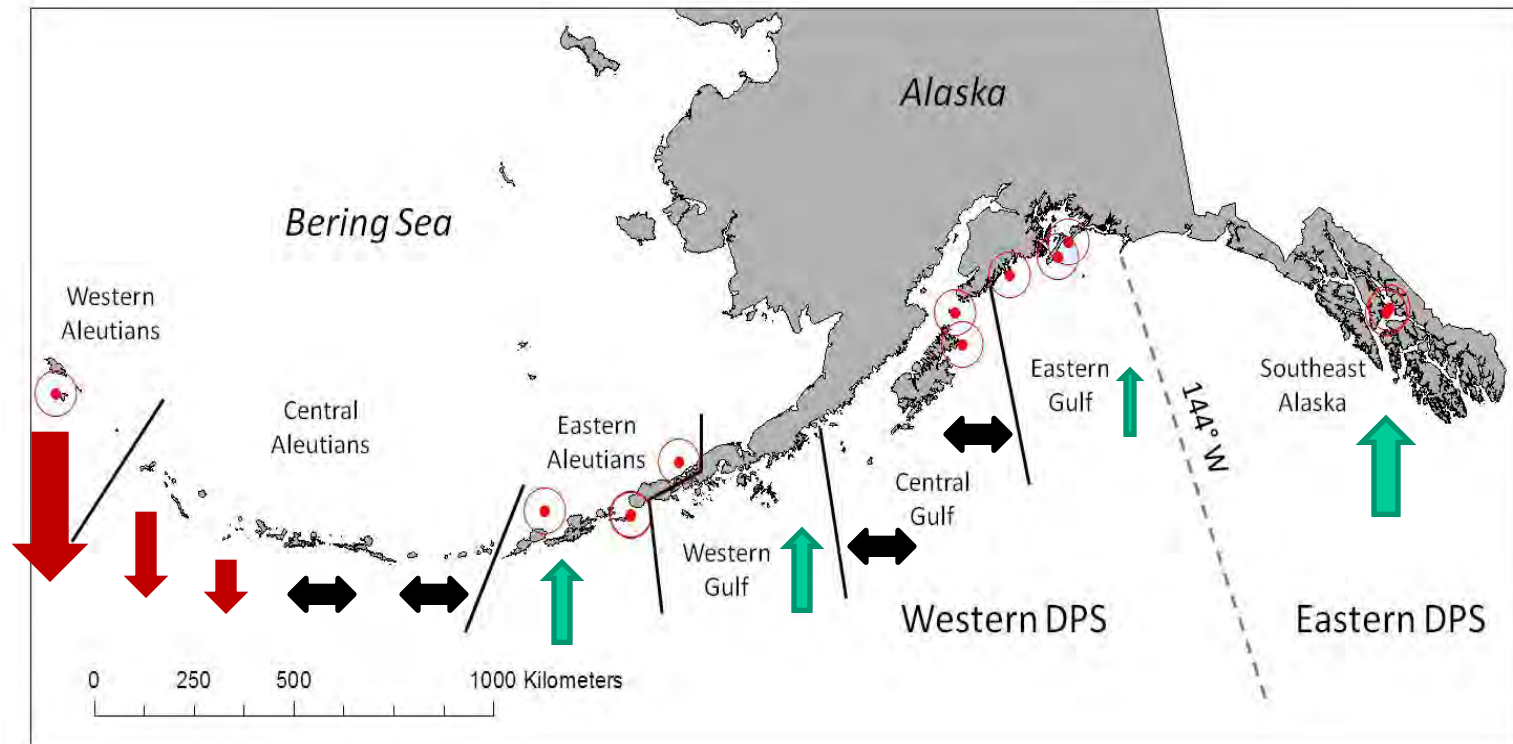 Alaska
Bering Sea
Western
Aleutians
Central
Aleutians
Eastern
Aleutians
Western
Gulf
Central
Gulf
Eastern
Gulf
144° W
Southeast
Alaska
Western DPS
Eastern DPS
0 250 500 1000 Kilometers